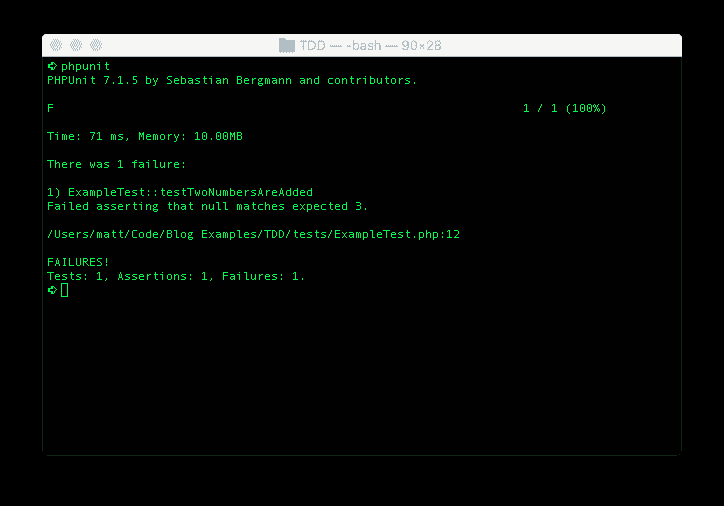 TDD — -bash — 90×28
phpunit
PHPUnit 7.1.5 by Sebastian Bergmann and contributors.
F 1 / 1 (100%)
Time: 71 ms, Memory: 10.00MB
There was 1 failure:
1) ExampleTest::testTwoNumbersAreAdded
Failed asserting that null matches expected 3.
/Users/matt/Code/Blog Examples/TDD/tests/ExampleTest.php:12
FAILURES!
Tests: 1, Assertions: 1, Failures: 1.